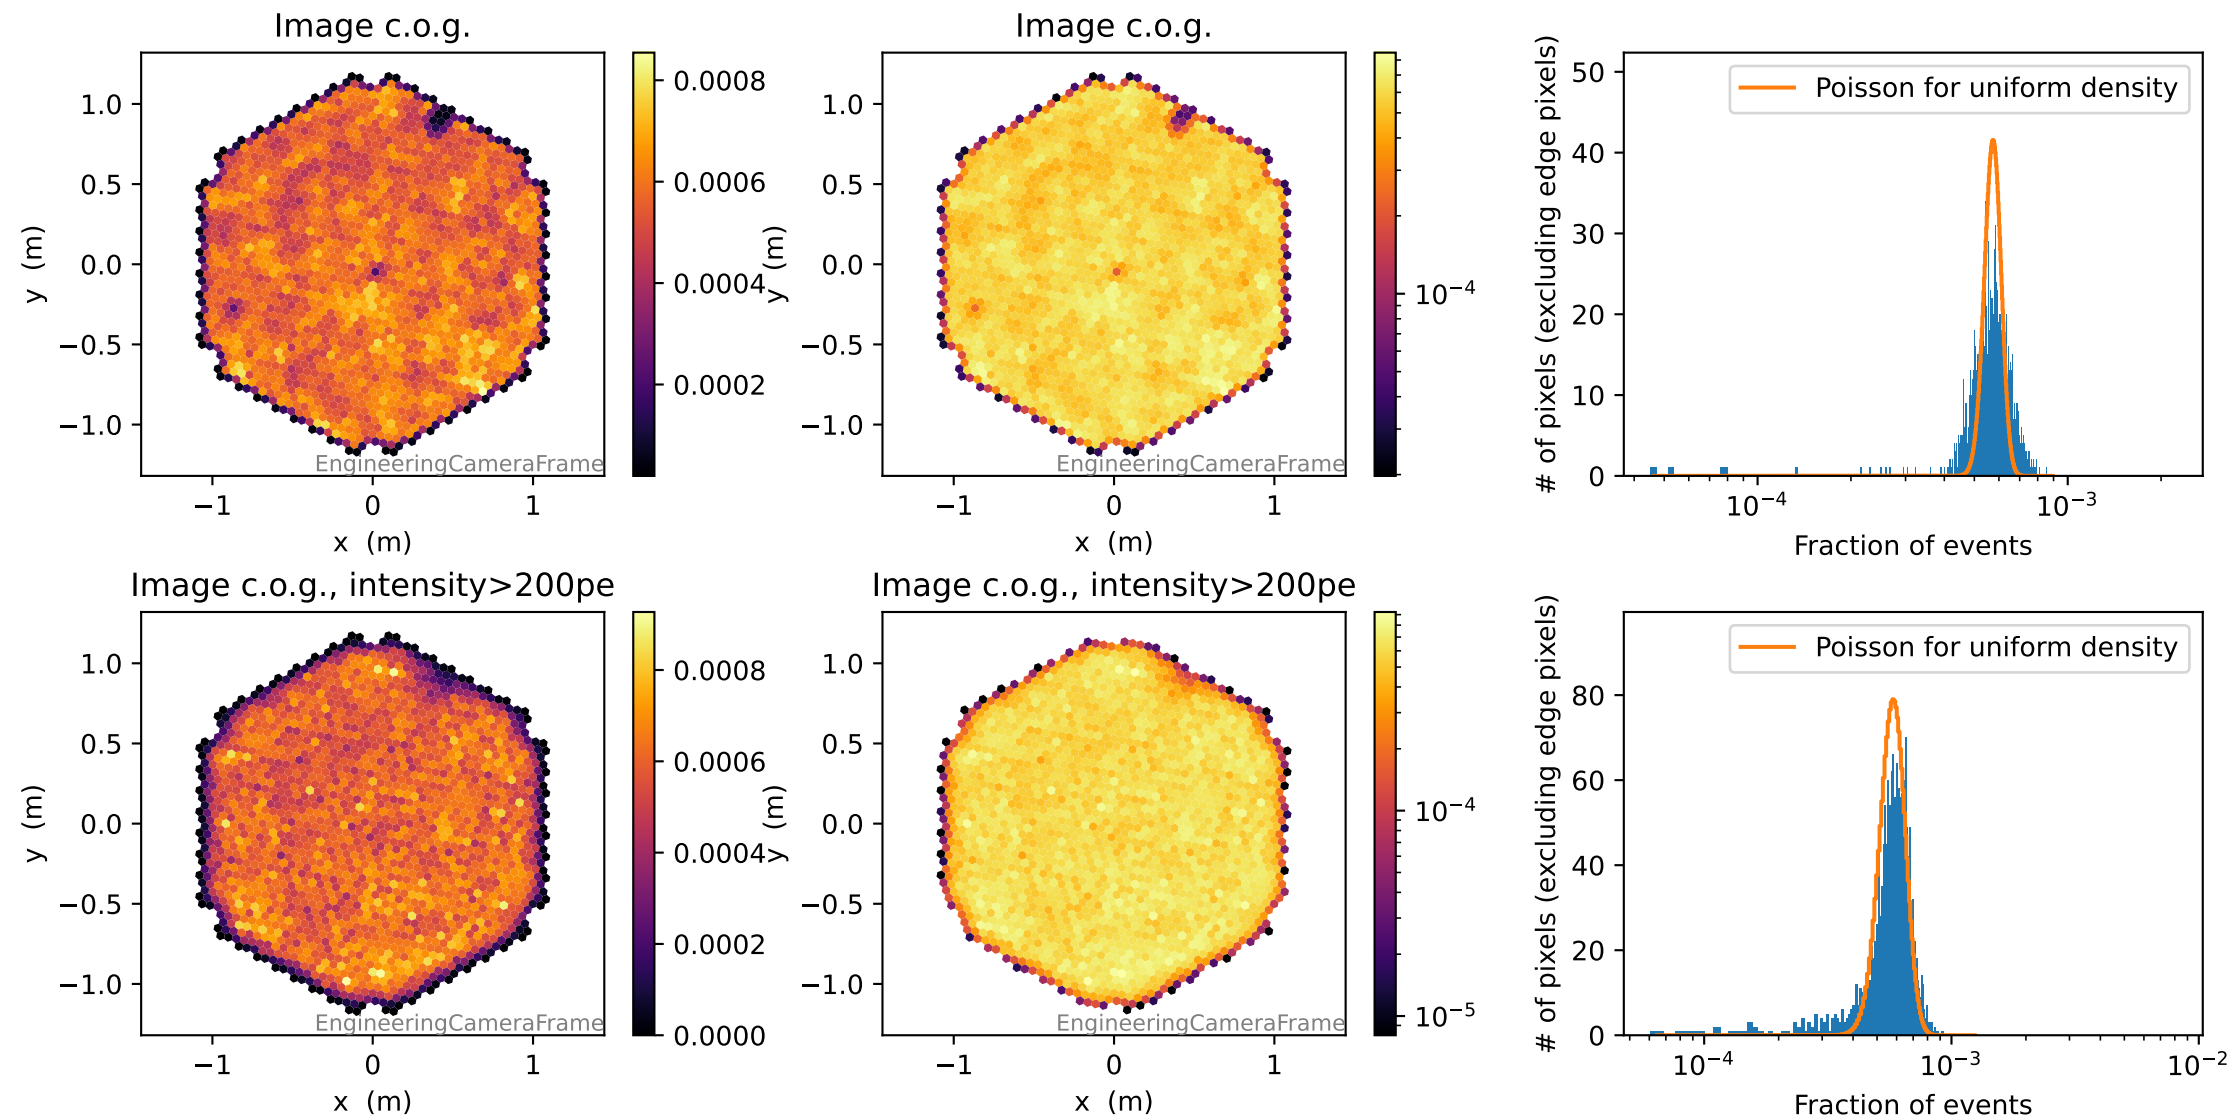 Image c.o.g.
1.0
0.5
0.0
−0.5
−1.0
y (m)
−1
0
1
x (m)
EngineeringCameraFrame
0.0008
0.0006
0.0004
0.0002
Image c.o.g.
1.0
0.5
0.0
−0.5
−1.0
y (m)
−1
0
1
x (m)
EngineeringCameraFrame
10⁻⁴
# of pixels (excluding edge pixels)
50
40
30
20
10
0
Poisson for uniform density
10⁻⁴
10⁻³
Fraction of events
Image c.o.g., intensity>200pe
1.0
0.5
0.0
−0.5
−1.0
y (m)
−1
0
1
x (m)
EngineeringCameraFrame
0.0008
0.0006
0.0004
0.0002
0.0000
Image c.o.g., intensity>200pe
1.0
0.5
0.0
−0.5
−1.0
y (m)
−1
0
1
x (m)
EngineeringCameraFrame
10⁻⁴
10⁻⁵
# of pixels (excluding edge pixels)
80
60
40
20
0
Poisson for uniform density
10⁻⁴
10⁻³
10⁻²
Fraction of events